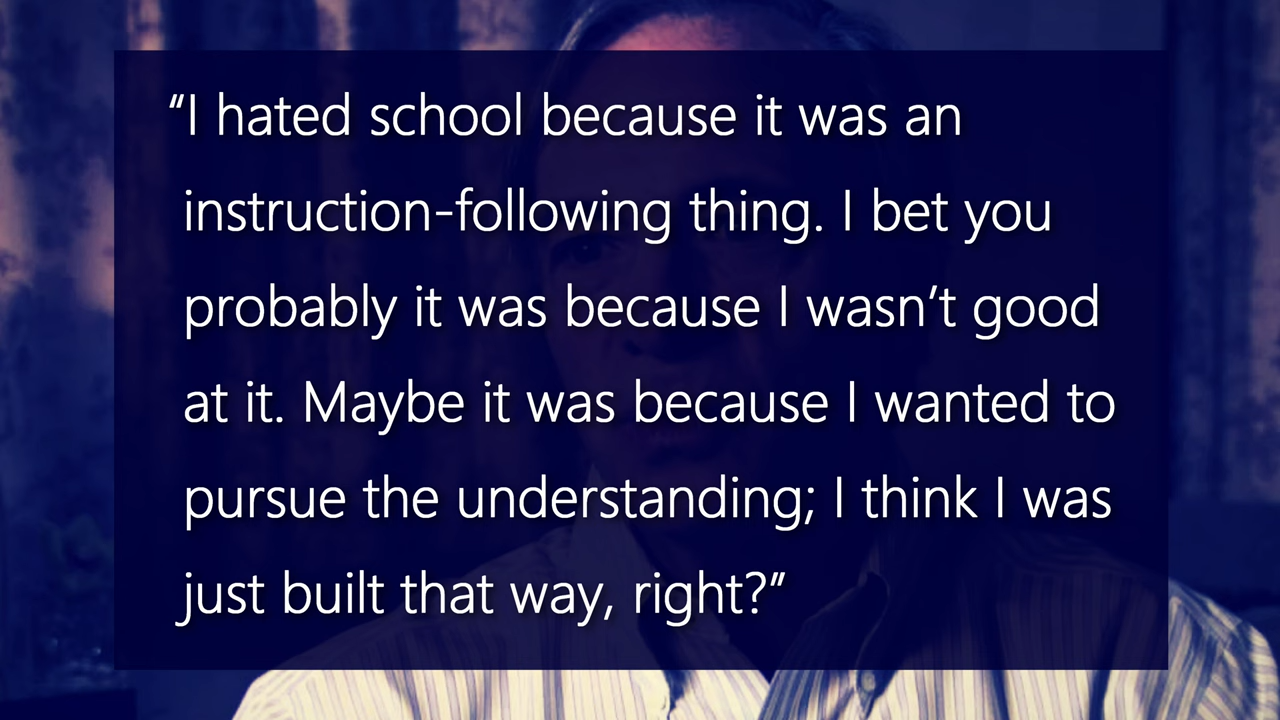 “I hated school because it was an
instruction-following thing. I bet you
probably it was because I wasn’t good
at it. Maybe it was because I wanted to
pursue the understanding; I think I was
just built that way, right?”